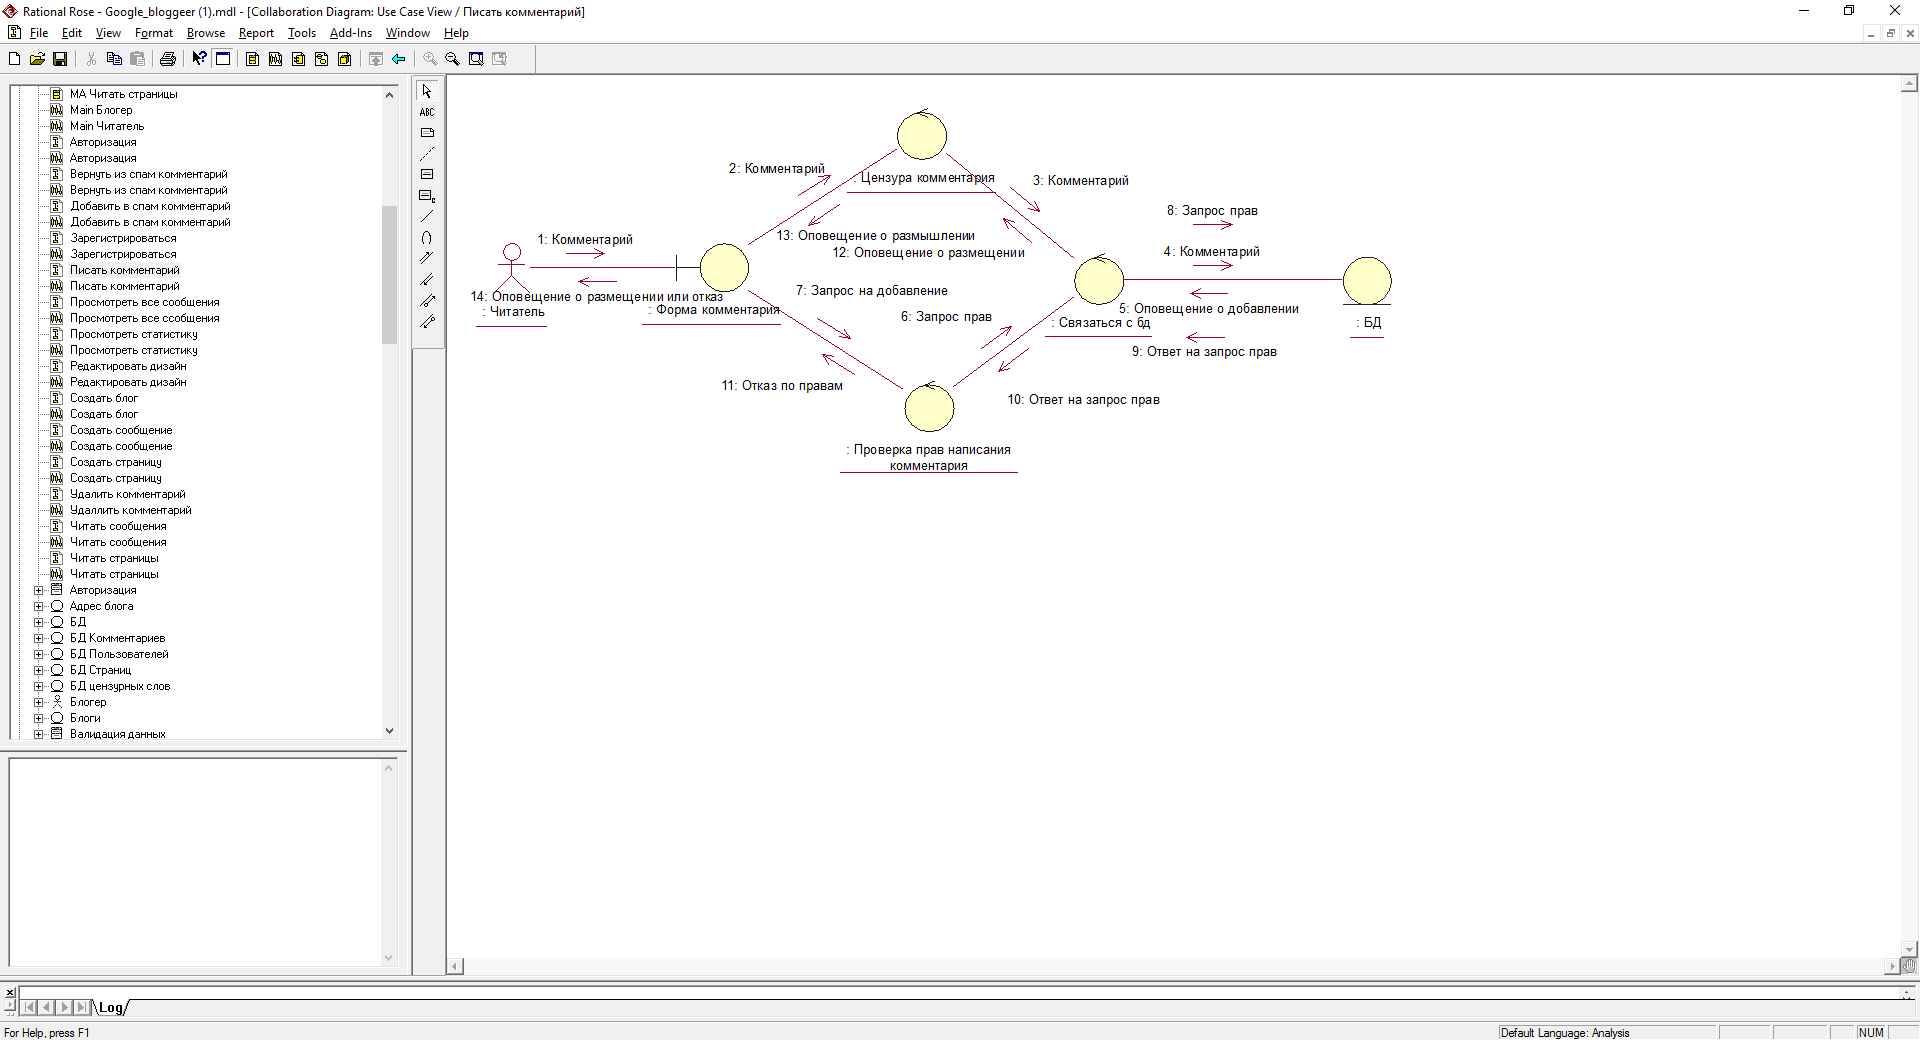 Rational Rose - Google_bloggeer (1).mdl - [Collaboration Diagram: Use Case View / Писать комментарий]
File Edit View Format Browse Report Tools Add-Ins Window Help
МА Читать страницы
Main Блогер
Main Читатель
Авторизация
Авторизация
Вернуть из спам комментарий
Вернуть из спам комментарий
Добавить в спам комментарий
Добавить в спам комментарий
Зарегистрироваться
Зарегистрироваться
Писать комментарий
Писать комментарий
Просмотреть все сообщения
Просмотреть все ссобщения
Просмотреть статистику
Просмотреть статистику
Редактировать дизайн
Редактировать дизайн
Создать блог
Создать блог
Создать сообщение
Создать сообщение
Создать страницу
Создать страницу
Удалить комментарий
Удаллить комментарий
Читать сообщения
Читать сообщения
Читать страницы
Читать страницы
Авторизация
Адрес блога
БД
БД Комментариев
БД Пользователей
БД Страниц
БД цензурных слов
Блогер
Блоги
Валидация данных
ABC
2: Комментарий
: Цензура комментария
3: Комментарий
8: Запрос прав
1: Комментарий
13: Оповещение о размышлении
12: Оповещение о размещении
4: Комментарий
14: Оповещение о размещении или отказ
: Читатель
: Форма комментария
7: Запрос на добавление
6: Запрос прав
5: Оповещение о добавлении
: Связаться с бд
: БД
9: Ответ на запрос прав
11: Отказ по правам
10: Ответ на запрос прав
: Проверка прав написания
комментария
Log
For Help, press F1
Default Language: Analysis
NUM